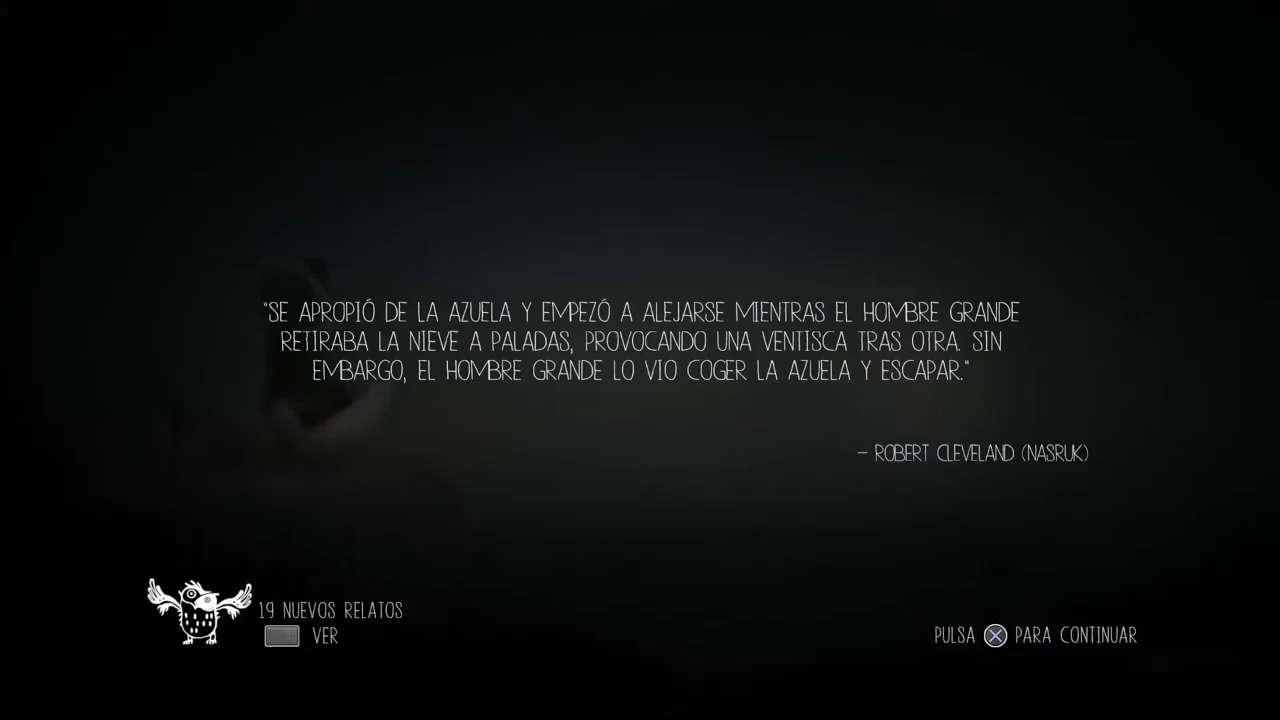 "SE APROPIÓ DE LA AZUELA Y EMPEZÓ A ALEJARSE MIENTRAS EL HOMBRE GRANDE
RETIRABA LA NIEVE A PALADAS, PROVOCANDO UNA VENTISCA TRAS OTRA. SIN
EMBARGO, EL HOMBRE GRANDE LO VIO COGER LA AZUELA Y ESCAPAR."
– ROBERT CLEVELAND (NASRUK)
19 NUEVOS RELATOS
VER
PULSA PARA CONTINUAR